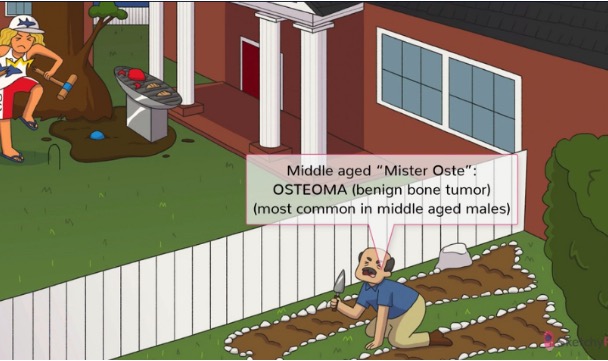 Middle aged "Mister Oste":
OSTEOMA (benign bone tumor)
(most common in middle aged males)